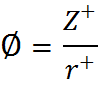 ∅ = Z⁺ / r⁺